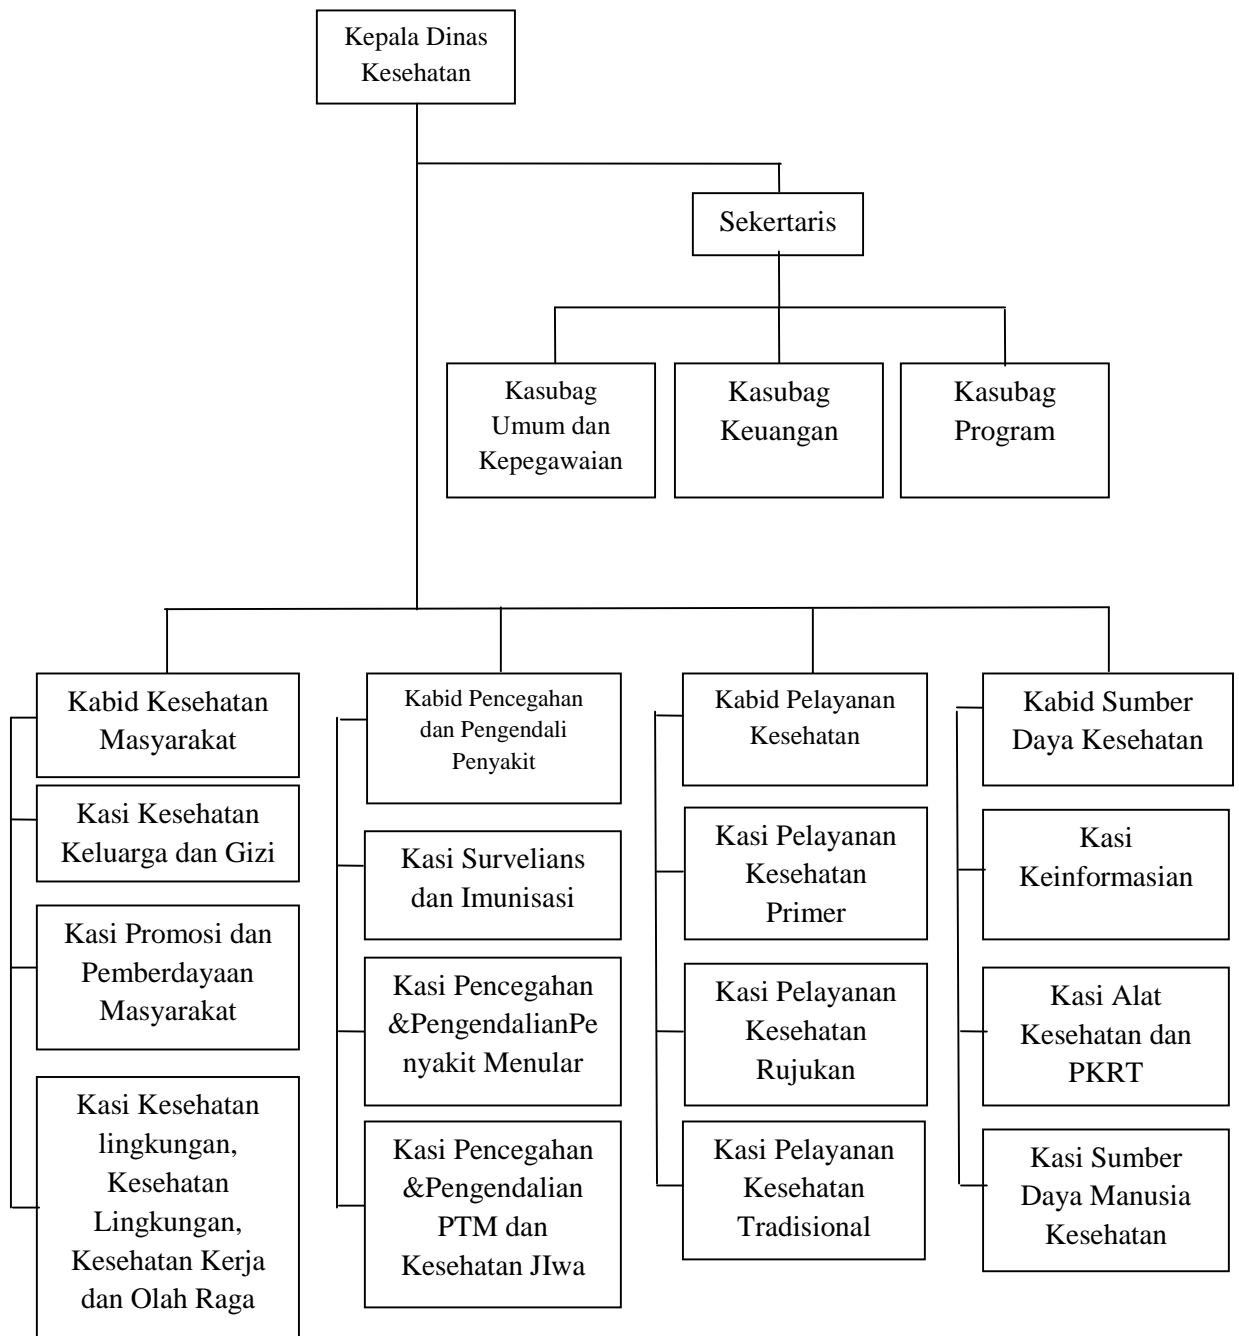 Kepala Dinas
Kesehatan
Sekertaris
Kasubag
Umum dan
Kepegawaian
Kasubag
Keuangan
Kasubag
Program
Kabid Kesehatan
Masyarakat
Kasi Kesehatan
Keluarga dan Gizi
Kasi Promosi dan
Pemberdayaan
Masyarakat
Kasi Kesehatan
lingkungan,
Kesehatan
Lingkungan,
Kesehatan Kerja
dan Olah Raga
Kabid Pencegahan
dan Pengendali
Penyakit
Kasi Survelians
dan Imunisasi
Kasi Pencegahan
&PengendalianPe
nyakit Menular
Kasi Pencegahan
&Pengendalian
PTM dan
Kesehatan JIwa
Kabid Pelayanan
Kesehatan
Kasi Pelayanan
Kesehatan
Primer
Kasi Pelayanan
Kesehatan
Rujukan
Kasi Pelayanan
Kesehatan
Tradisional
Kabid Sumber
Daya Kesehatan
Kasi
Keinformasian
Kasi Alat
Kesehatan dan
PKRT
Kasi Sumber
Daya Manusia
Kesehatan